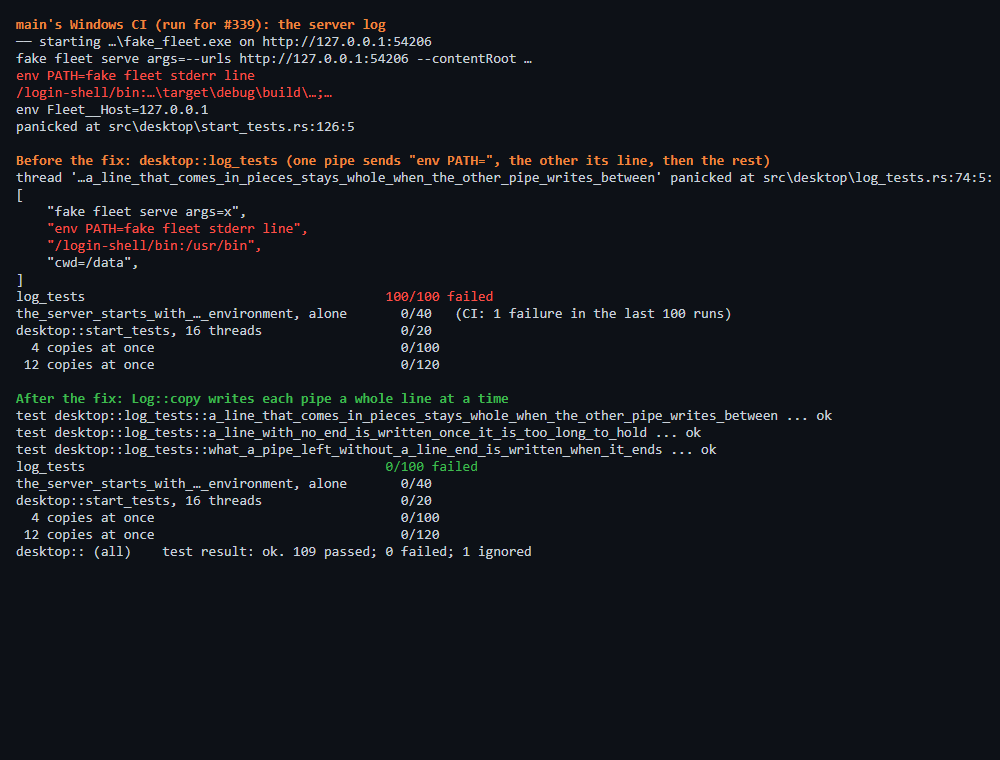 main's Windows CI (run for #339): the server log
── starting …\fake_fleet.exe on http://127.0.0.1:54206
fake fleet serve args=--urls http://127.0.0.1:54206 --contentRoot …
env PATH=fake fleet stderr line
/login-shell/bin:…\target\debug\build\…;…
env Fleet__Host=127.0.0.1
panicked at src\desktop\start_tests.rs:126:5
Before the fix: desktop::log_tests (one pipe sends "env PATH=", the other its line, then the rest)
thread '…a_line_that_comes_in_pieces_stays_whole_when_the_other_pipe_writes_between' panicked at src\desktop\log_tests.rs:74:5:
[
    "fake fleet serve args=x",
    "env PATH=fake fleet stderr line",
    "/login-shell/bin:/usr/bin",
    "cwd=/data",
]
log_tests                                       100/100 failed
the_server_starts_with_…_environment, alone       0/40   (CI: 1 failure in the last 100 runs)
desktop::start_tests, 16 threads                  0/20
  4 copies at once                                0/100
 12 copies at once                                0/120
After the fix: Log::copy writes each pipe a whole line at a time
test desktop::log_tests::a_line_that_comes_in_pieces_stays_whole_when_the_other_pipe_writes_between ... ok
test desktop::log_tests::a_line_with_no_end_is_written_once_it_is_too_long_to_hold ... ok
test desktop::log_tests::what_a_pipe_left_without_a_line_end_is_written_when_it_ends ... ok
log_tests                                       0/100 failed
the_server_starts_with_…_environment, alone       0/40
desktop::start_tests, 16 threads                  0/20
  4 copies at once                                0/100
 12 copies at once                                0/120
desktop:: (all)    test result: ok. 109 passed; 0 failed; 1 ignored